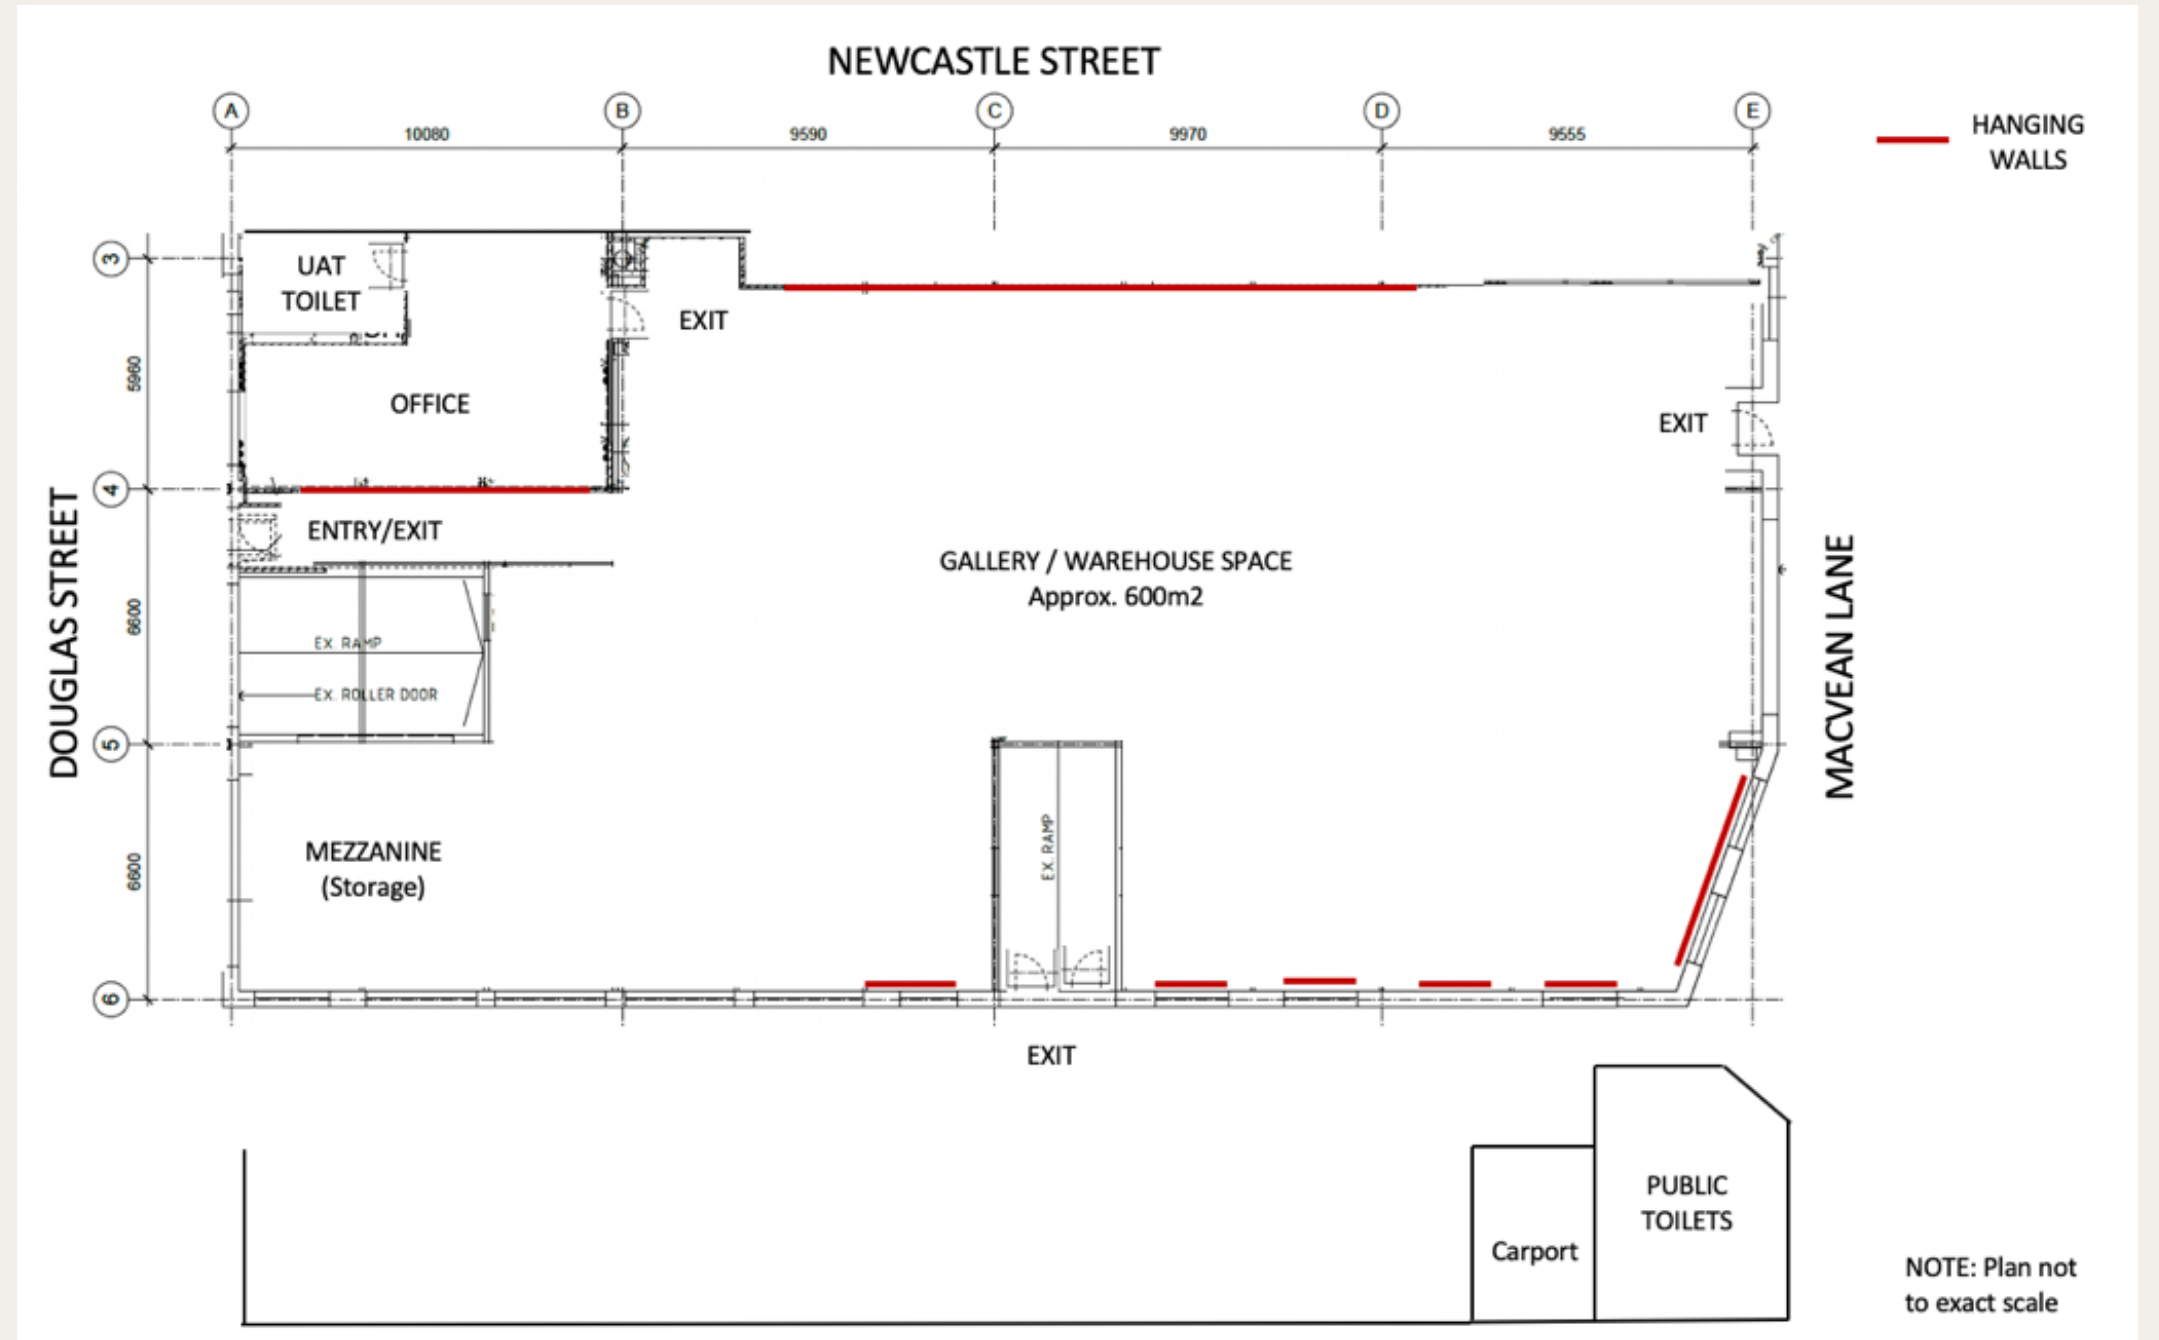 NEWCASTLE STREET
A
B
C
D
E
10080
9590
9970
9555
HANGING
WALLS
3
4
5
6
5960
6600
6600
DOUGLAS STREET
UAT
TOILET
EXIT
OFFICE
EXIT
ENTRY/EXIT
GALLERY / WAREHOUSE SPACE
Approx. 600m2
EX. RAMP
EX. ROLLER DOOR
MACVEAN LANE
MEZZANINE
(Storage)
EX. RAMP
EXIT
PUBLIC
TOILETS
Carport
NOTE: Plan not
to exact scale